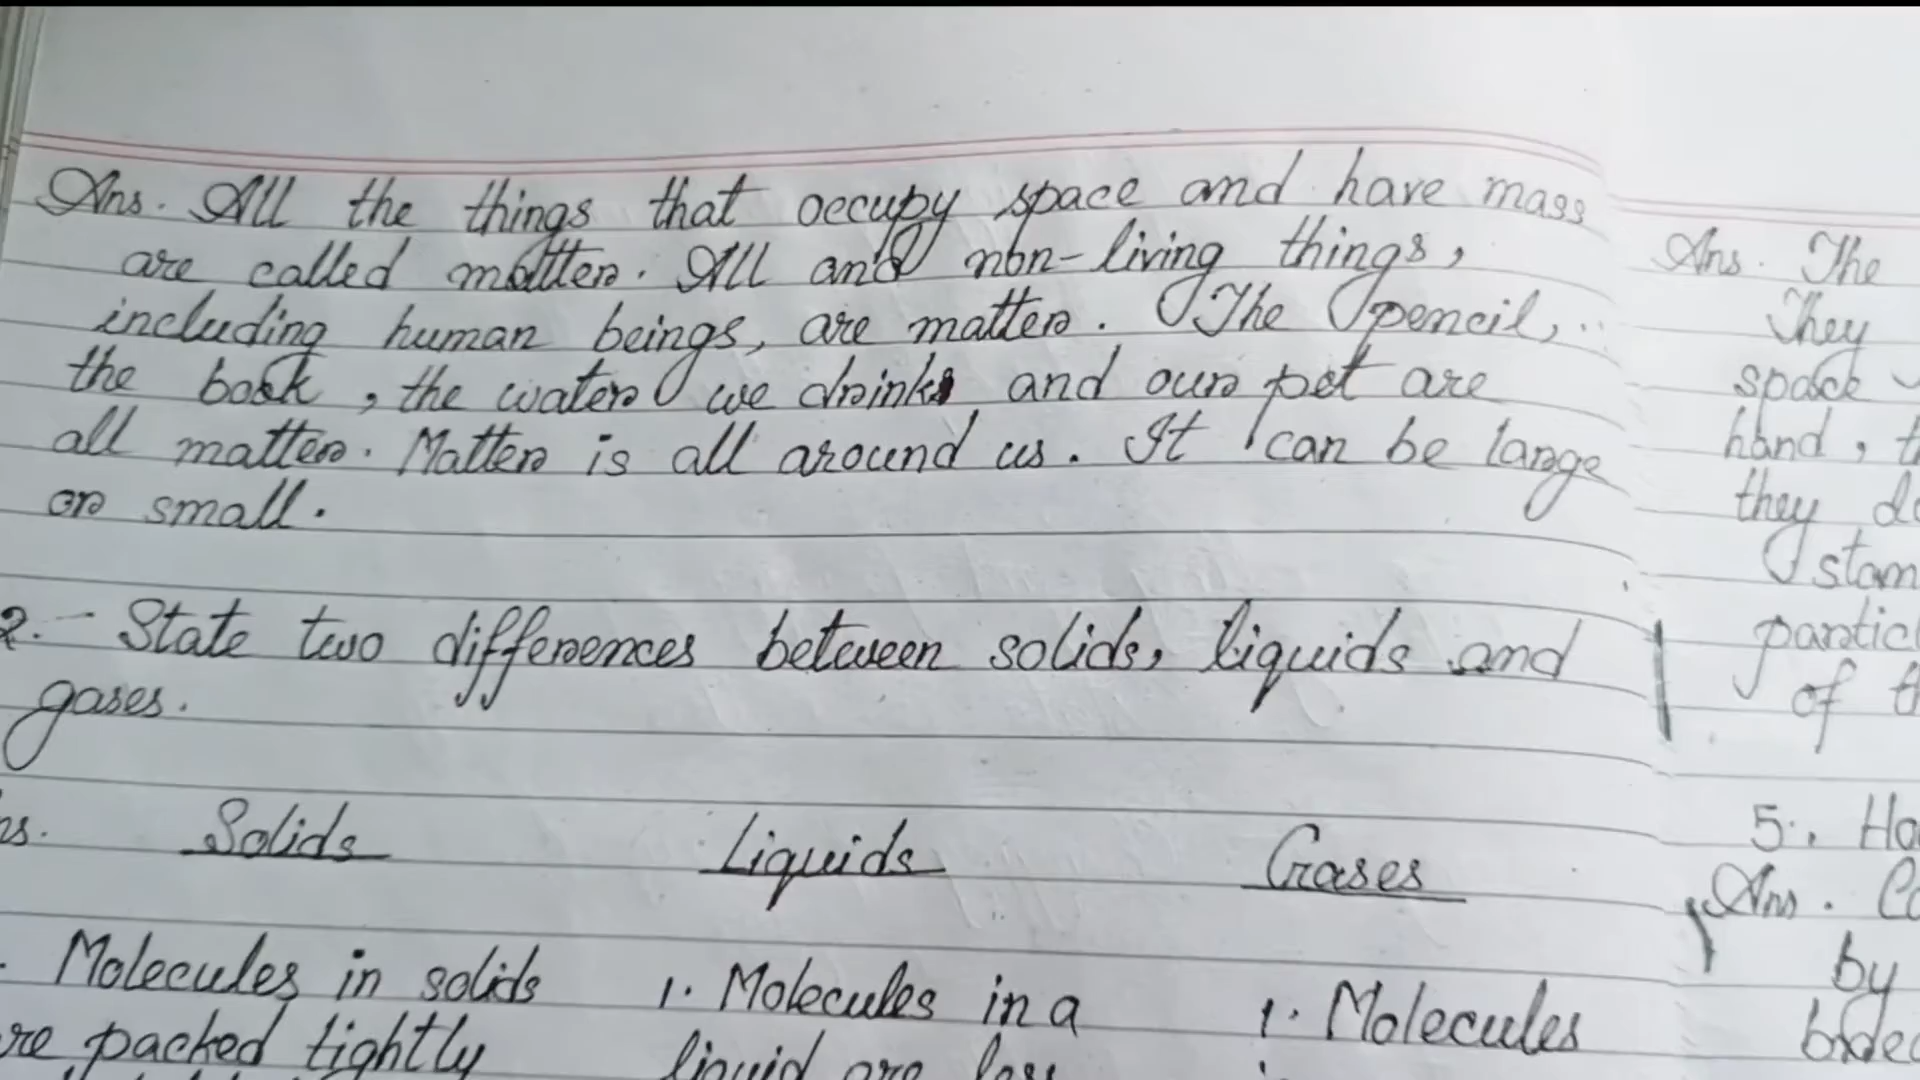 Ans. All the things that occupy space and have mass
are called matter. All and non-living things,
including human beings, are matter. The pencil,
the book, the water we drink and our pet are
all matter. Matter is all around us. It can be large
or small.
2. State two differences between solids, liquids and
gases.
Solids Liquids Gases
Molecules in solids 1. Molecules in a 1. Molecules
packed tightly liquid are less
Ans. The
They
space
hand,
they
of
5.
Ans.
by